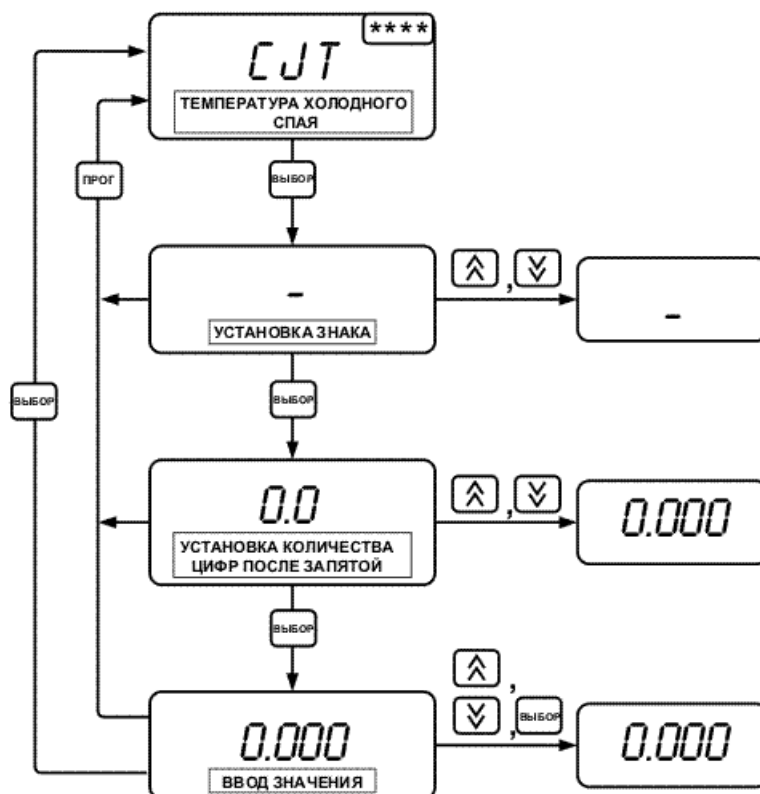 ****
CJT
ТЕМПЕРАТУРА ХОЛОДНОГО
СПАЯ
ПРОГ
ВЫБОР
-
УСТАНОВКА ЗНАКА
,
-
ВЫБОР
ВЫБОР
0.0
УСТАНОВКА КОЛИЧЕСТВА
ЦИФР ПОСЛЕ ЗАПЯТОЙ
,
0.000
ВЫБОР
,
0.000
ВВОД ЗНАЧЕНИЯ
, ВЫБОР
0.000